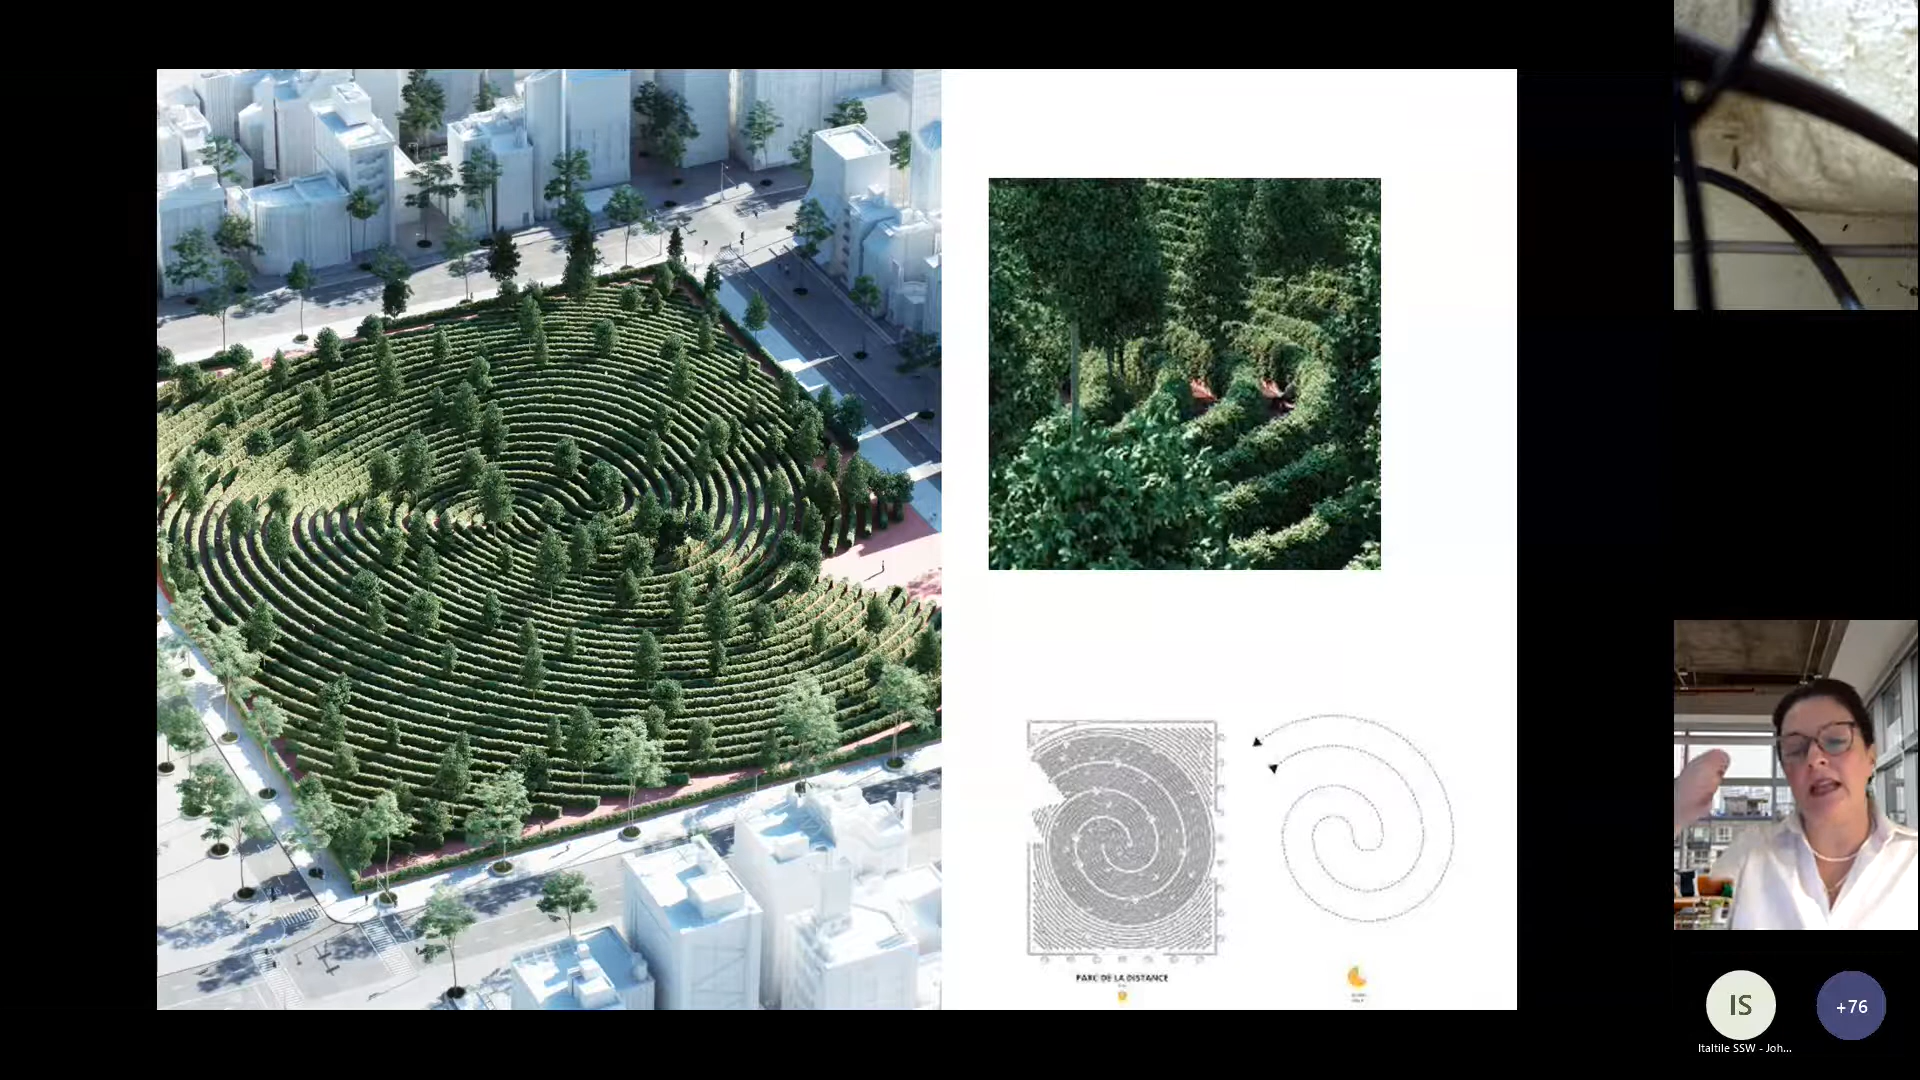 PARC DE LA DISTANCE
IS
+76
Italtile SSW - Joh...